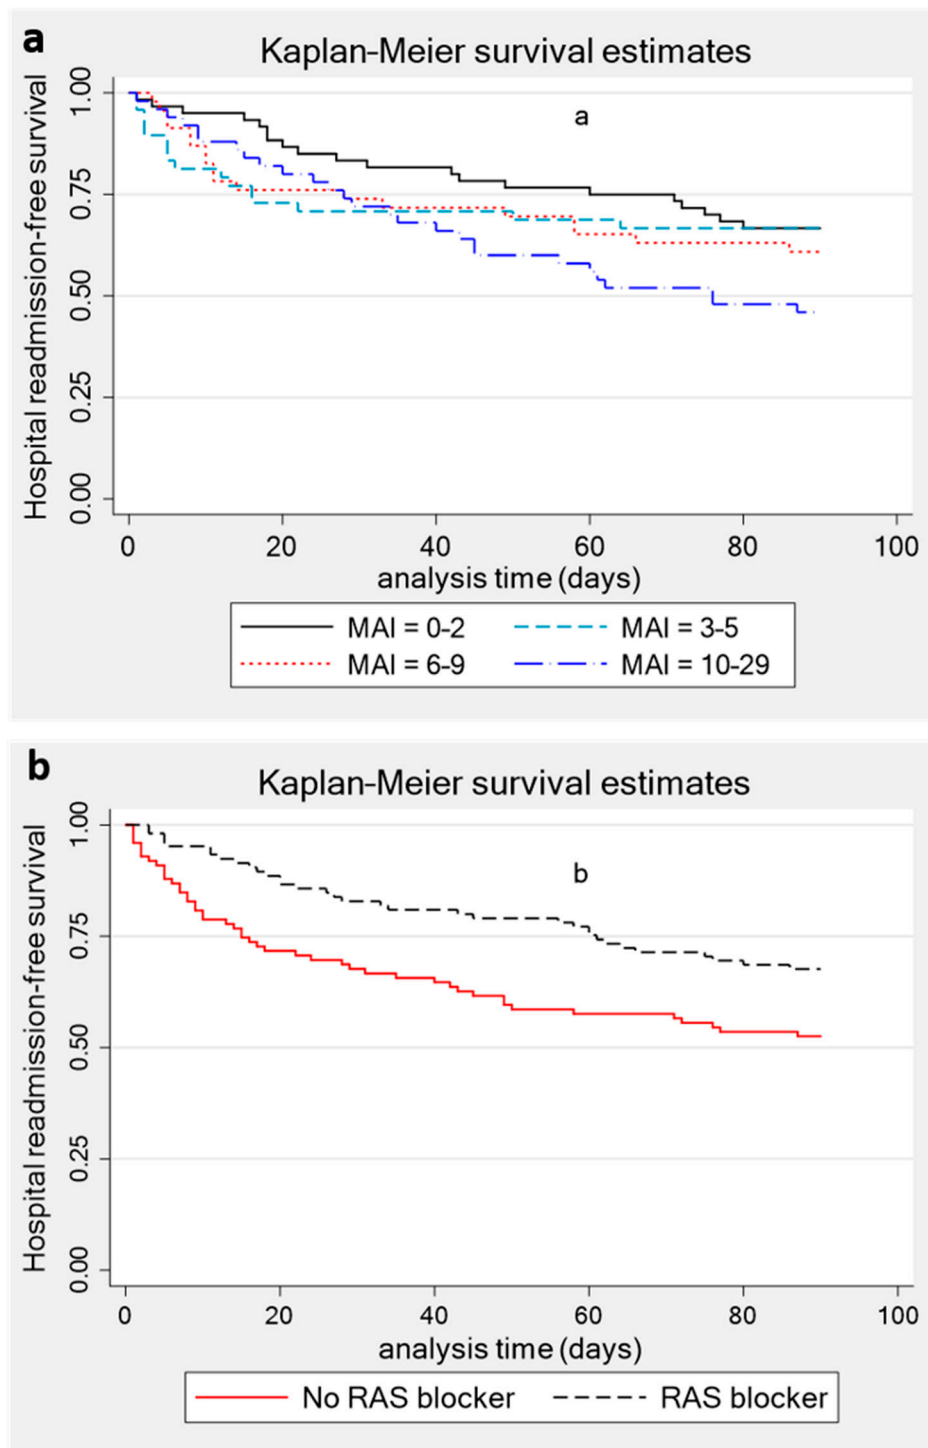 a
Kaplan-Meier survival estimates
Hospital readmission-free survival
1.00
0.75
0.50
0.25
0.00
a
0 20 40 60 80 100
analysis time (days)
MAI = 0-2 MAI = 3-5
MAI = 6-9 MAI = 10-29
b
Kaplan-Meier survival estimates
Hospital readmission-free survival
1.00
0.75
0.50
0.25
0.00
b
0 20 40 60 80 100
analysis time (days)
No RAS blocker RAS blocker